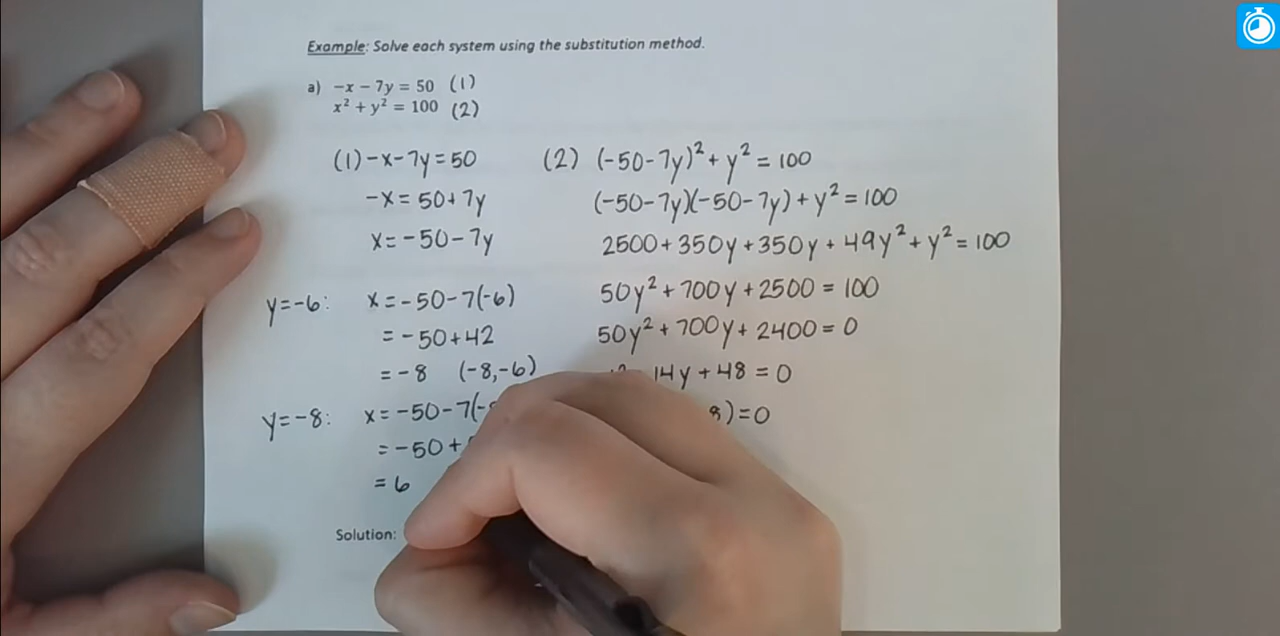 Example: Solve each system using the substitution method.
a) −x − 7y = 50 (1)
x² + y² = 100 (2)
(1) -x-7y=50
-x= 50+7y
x=-50-7y
y=-6: x=-50-7(-6)
=-50+42
=-8 (-8,-6)
y=-8: x=-50-7(-
=-50+
=6
Solution:
(2) (-50-7y)²+y²=100
(-50-7y)(-50-7y)+y²=100
2500+350y+350y+49y²+y²=100
50y²+700y+2500=100
50y²+700y+2400=0
14y+48=0
8)=0